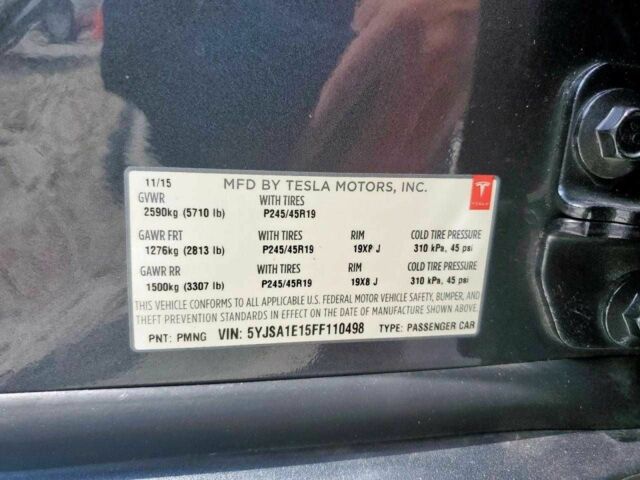 11/15 MFD BY TESLA MOTORS, INC.
GVWR WITH TIRES
2590kg (5710 lb) P245/45R19
TESLA
GAWR FRT WITH TIRES RIM COLD TIRE PRESSURE
1276kg (2813 lb) P245/45R19 19X8 J 310 kPa, 45 psi
GAWR RR WITH TIRES RIM COLD TIRE PRESSURE
1500kg (3307 lb) P245/45R19 19X8 J 310 kPa, 45 psi
THIS VEHICLE CONFORMS TO ALL APPLICABLE U.S. FEDERAL MOTOR VEHICLE SAFETY, BUMPER, AND
THEFT PREVENTION STANDARDS IN EFFECT ON THE DATE OF MANUFACTURE SHOWN ABOVE.
PNT: PMNG VIN: 5YJSA1E15FF110498 TYPE: PASSENGER CAR